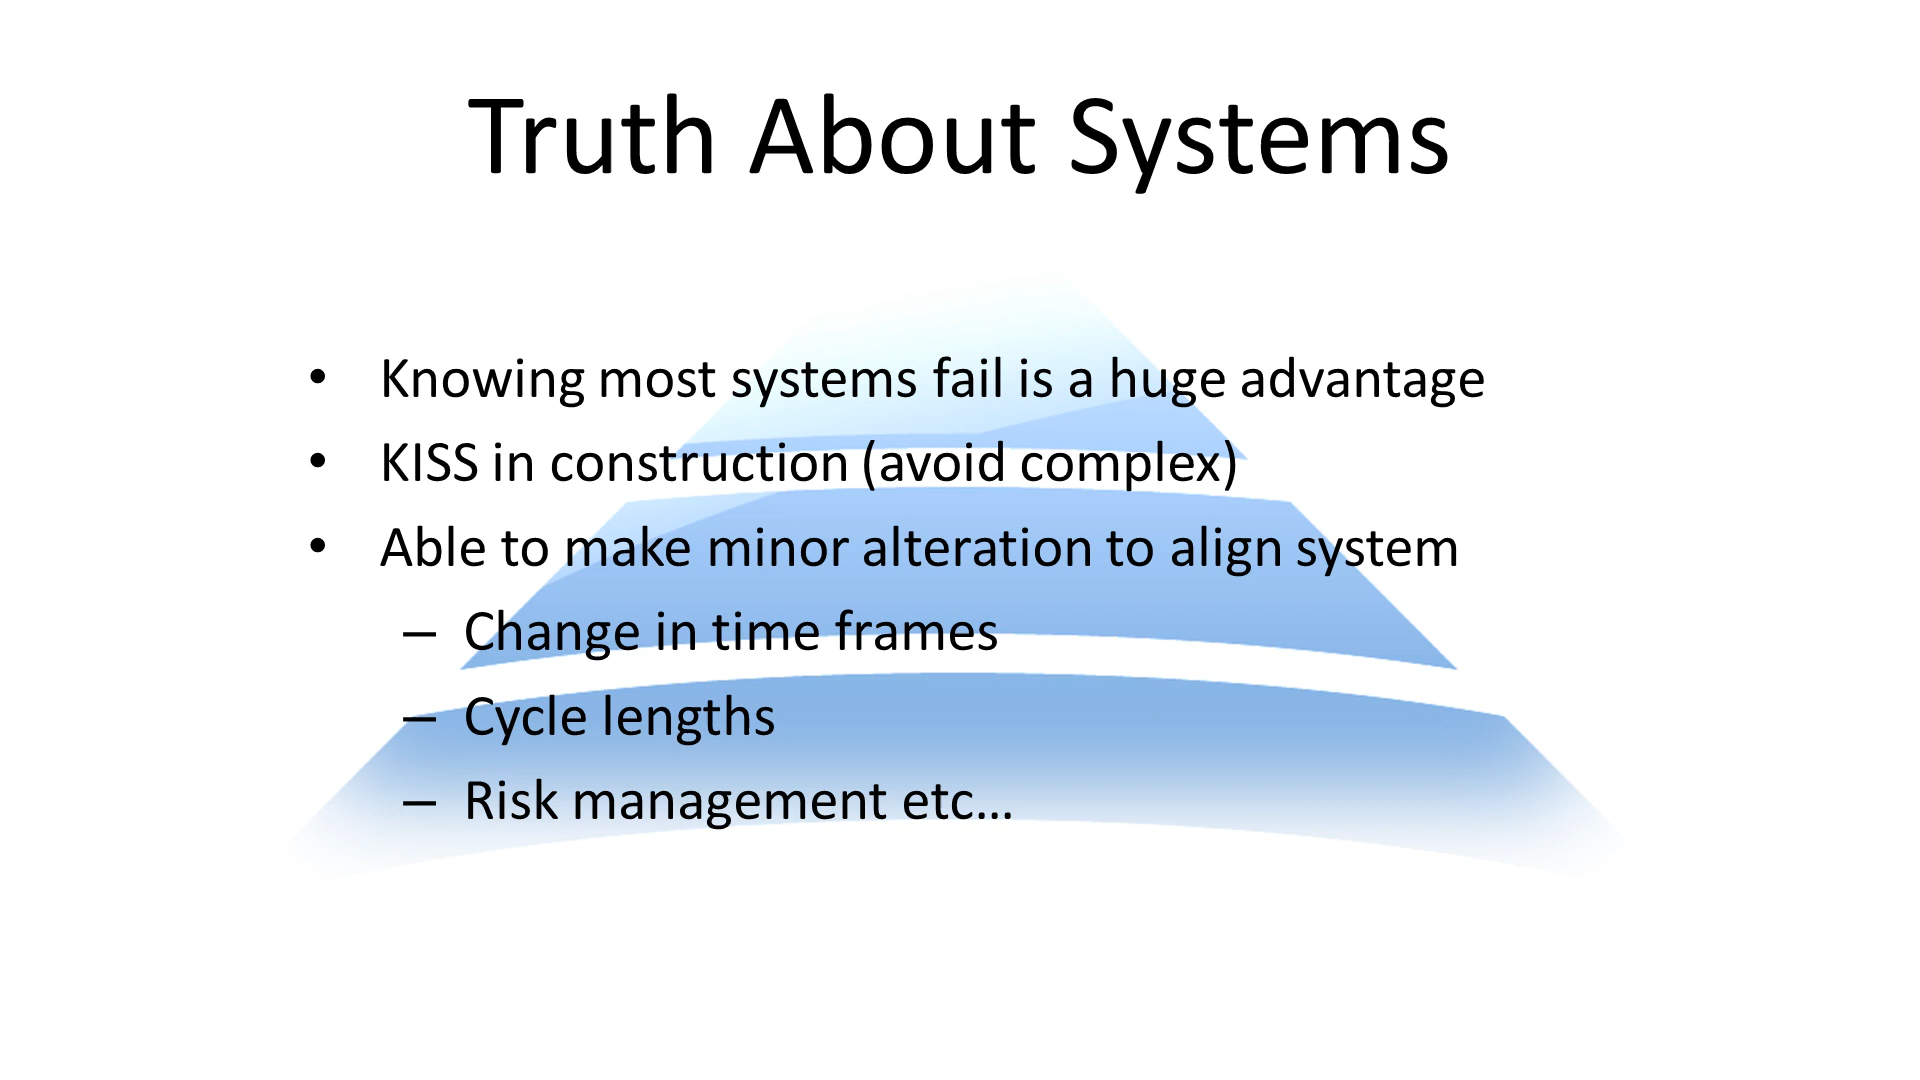 Truth About Systems
• Knowing most systems fail is a huge advantage
• KISS in construction (avoid complex)
• Able to make minor alteration to align system
– Change in time frames
– Cycle lengths
– Risk management etc…